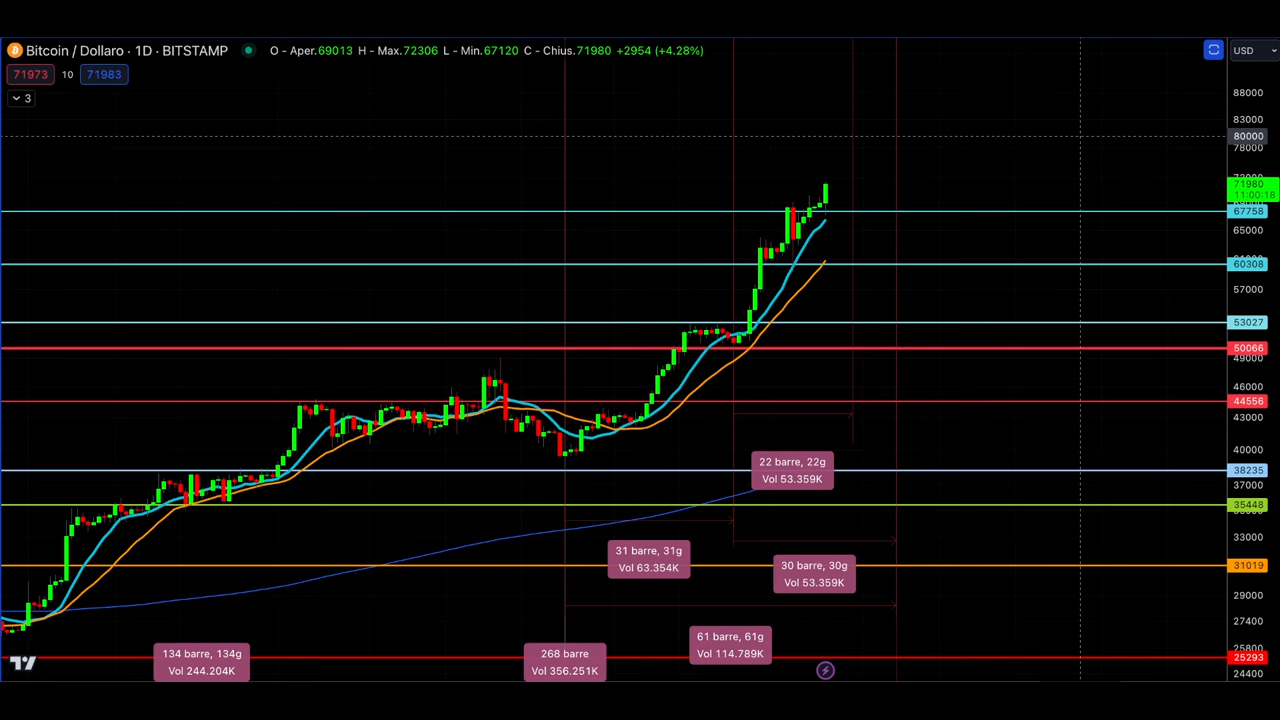 Bitcoin / Dollaro · 1D · BITSTAMP O - Aper.69013 H - Max.72306 L - Min.67120 C - Chius.71980 +2954 (+4.28%)
USD
71973 10 71983
3
88000
83000
80000
78000
71980
11:00:18
67758
65000
60308
57000
53027
50066
49000
46000
44556
43000
40000
38235
37000
35448
33000
31019
29000
27400
25800
25293
24400
22 barre, 22g
Vol 53.359K
31 barre, 31g
Vol 63.354K
30 barre, 30g
Vol 53.359K
61 barre, 61g
Vol 114.789K
134 barre, 134g
Vol 244.204K
268 barre
Vol 356.251K